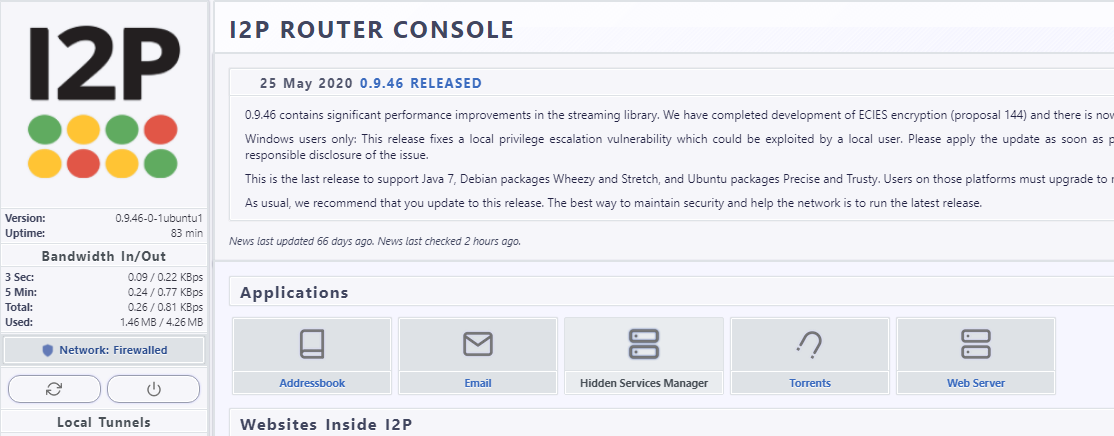 I2P
Version: 0.9.46-0-1ubuntu1
Uptime: 83 min
Bandwidth In/Out
3 Sec: 0.09 / 0.22 KBps
5 Min: 0.24 / 0.77 KBps
Total: 0.26 / 0.81 KBps
Used: 1.46 MB / 4.26 MB
Network: Firewalled
Local Tunnels
I2P ROUTER CONSOLE
25 May 2020 0.9.46 RELEASED
0.9.46 contains significant performance improvements in the streaming library. We have completed development of ECIES encryption (proposal 144) and there is now
Windows users only: This release fixes a local privilege escalation vulnerability which could be exploited by a local user. Please apply the update as soon as p
responsible disclosure of the issue.
This is the last release to support Java 7, Debian packages Wheezy and Stretch, and Ubuntu packages Precise and Trusty. Users on those platforms must upgrade to r
As usual, we recommend that you update to this release. The best way to maintain security and help the network is to run the latest release.
News last updated 66 days ago. News last checked 2 hours ago.
Applications
Addressbook
Email
Hidden Services Manager
Torrents
Web Server
Websites Inside I2P